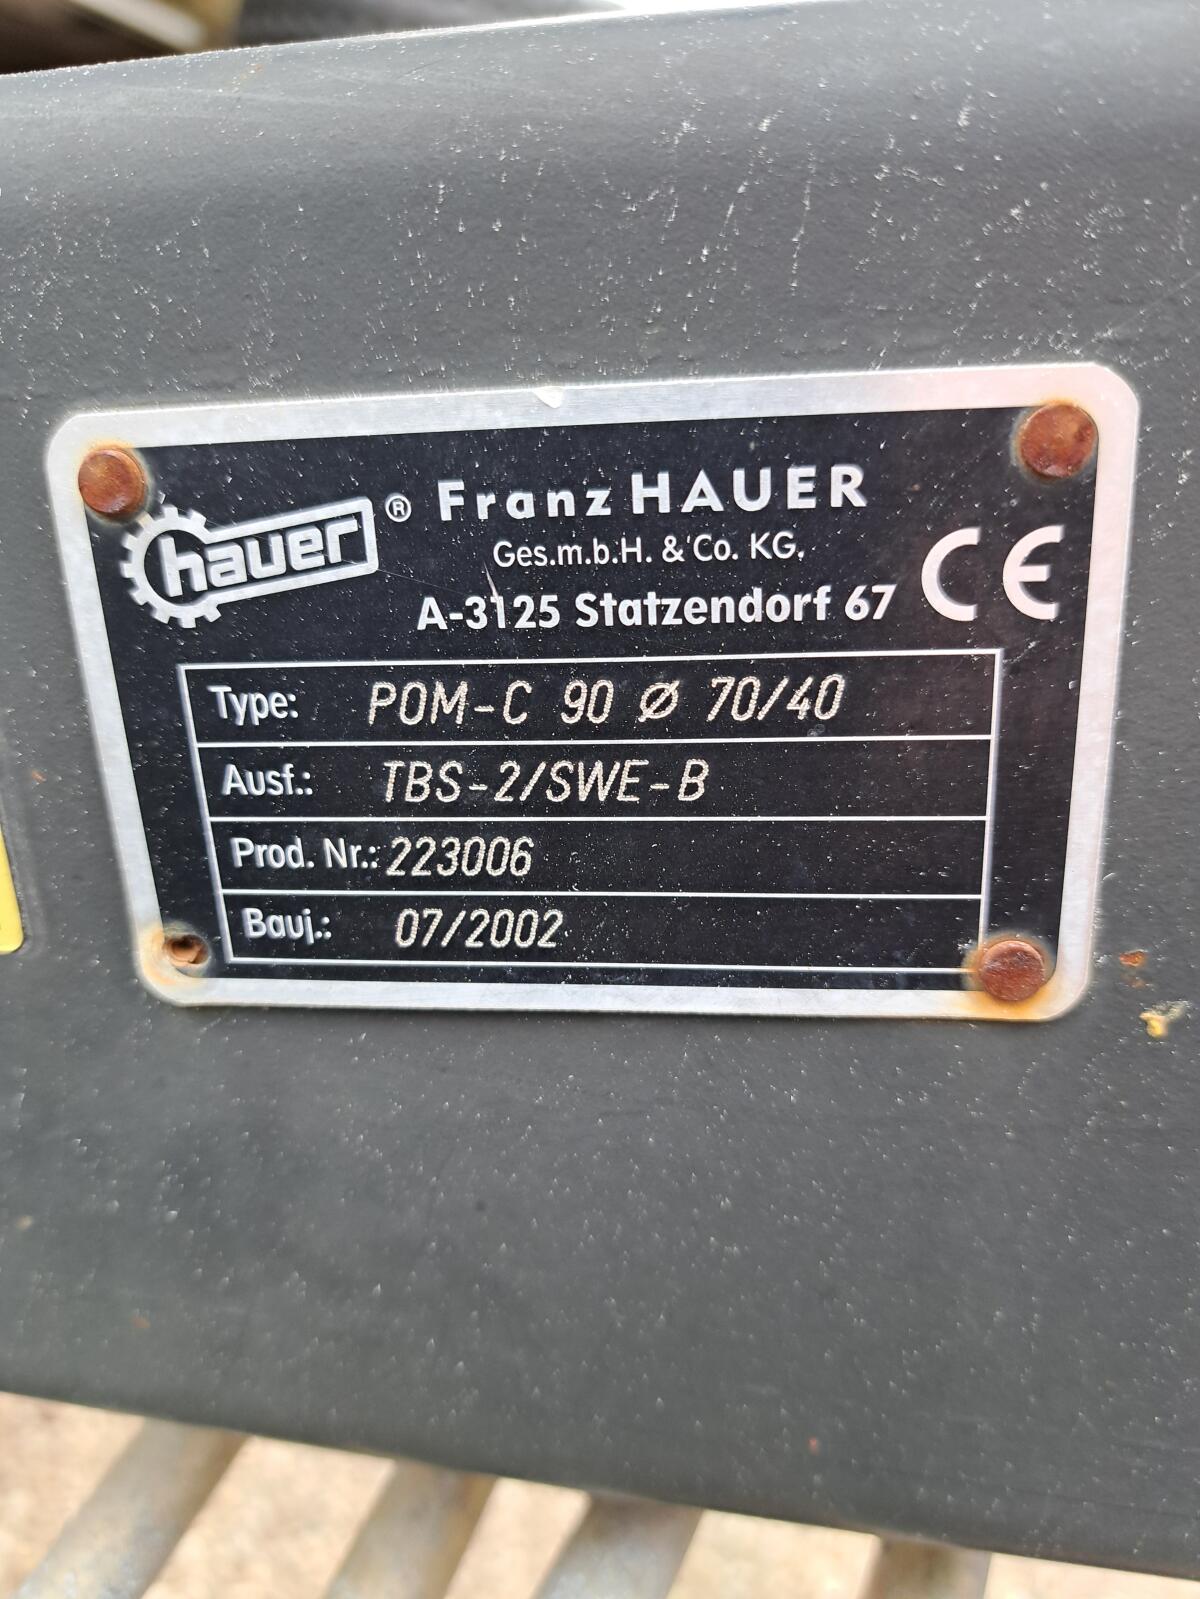 hauer ® Franz HAUER
Ges.m.b.H. & Co. KG.
A-3125 Statzendorf 67 CE
Type: POM-C 90 Ø 70/40
Ausf.: TBS-2/SWE-B
Prod. Nr.: 223006
Bauj.: 07/2002